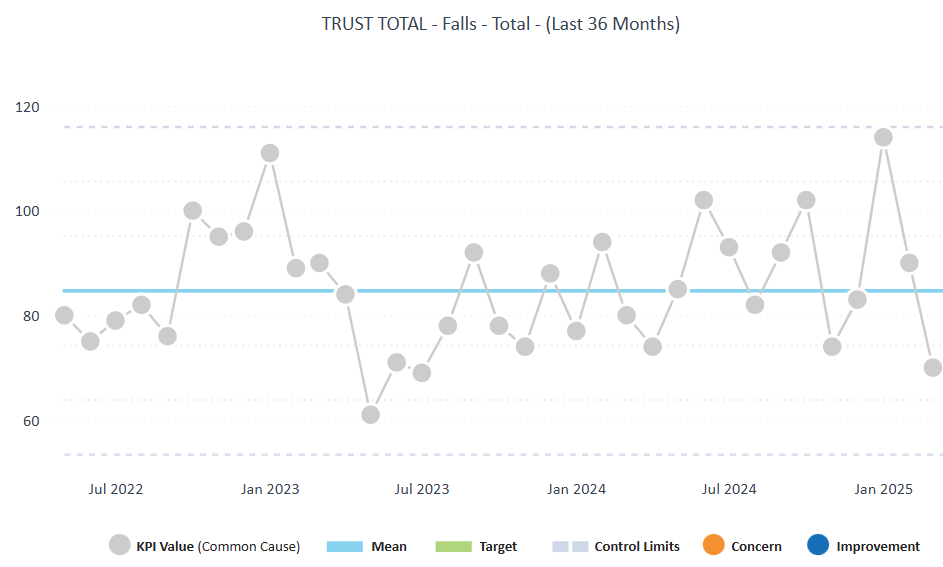 TRUST TOTAL - Falls - Total - (Last 36 Months)
120
100
80
60
Jul 2022 Jan 2023 Jul 2023 Jan 2024 Jul 2024 Jan 2025
KPI Value (Common Cause) Mean Target Control Limits Concern Improvement